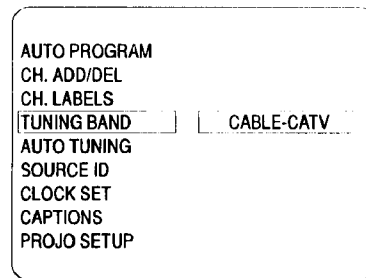 AUTO PROGRAM
CH. ADD/DEL
CH. LABELS
TUNING BAND CABLE-CATV
AUTO TUNING
SOURCE ID
CLOCK SET
CAPTIONS
PROJO SETUP